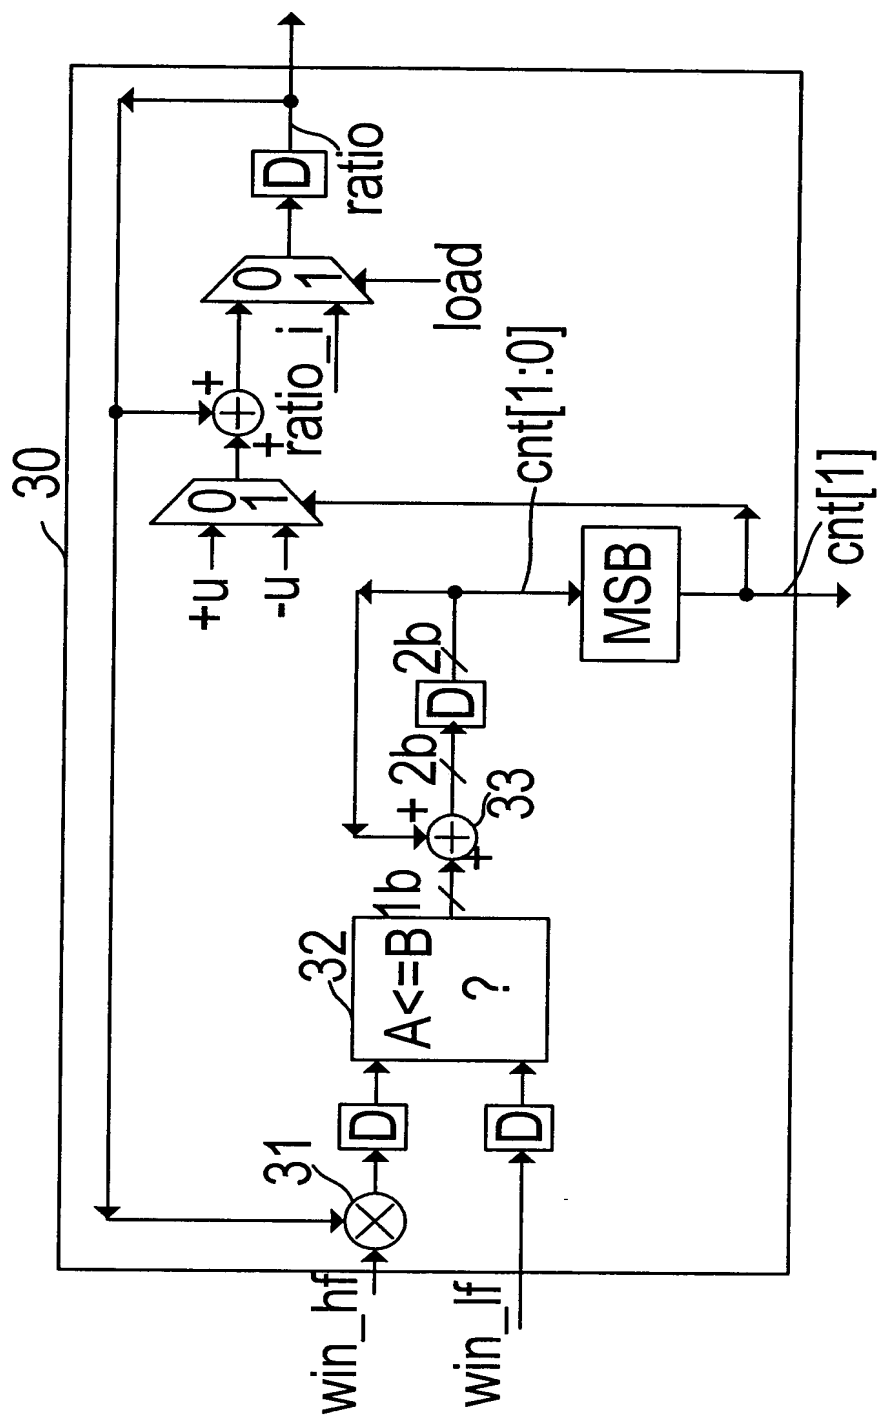 30
win_hf
win_lf
31
D
D
32
A<=B
?
1b
+
+
33
2b
D
2b
cnt[1:0]
MSB
cnt[1]
+u
-u
0
1
+
+
ratio_i
0
1
load
D
ratio